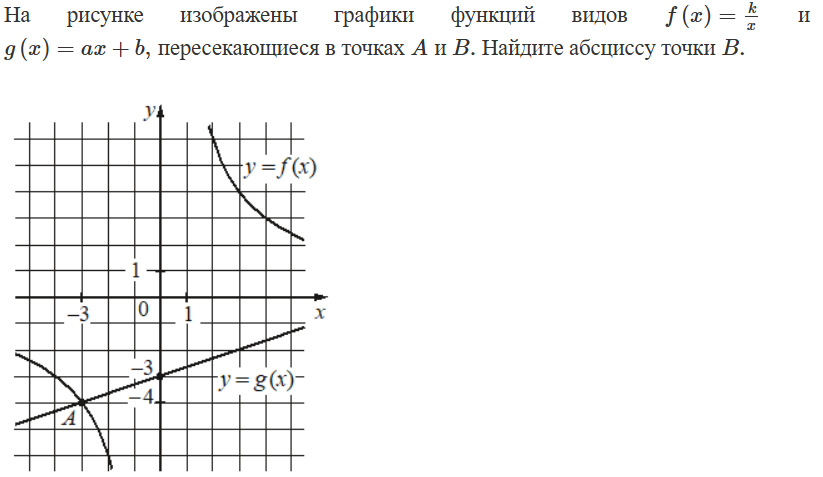 На рисунке изображены графики функций видов f(x) = k/x и
g(x) = ax + b, пересекающиеся в точках A и B. Найдите абсциссу точки B.
y
y = f(x)
1
−3
0
1
x
−3
y = g(x)
−4
A